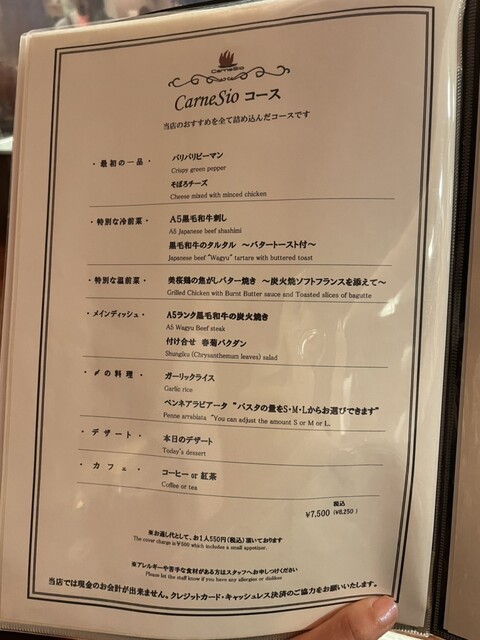 CarneSio
CarneSio コース
当店のおすすめを全て詰め込んだコースです
・最初の一品・ パリパリピーマン
Crispy green pepper
そぼろチーズ
Cheese mixed with minced chicken
・特別な冷前菜・ A5黒毛和牛刺し
A5 Japanese beef shashimi
黒毛和牛のタルタル 〜バタートースト付〜
Japanese beef "Wagyu" tartare with buttered toast
・特別な温前菜・ 美桜鶏の焦がしバター焼き 〜炭火焼ソフトフランスを添えて〜
Grilled Chicken with Burnt Butter sauce and Toasted slices of bagutte
・メインディッシュ・ A5ランク黒毛和牛の炭火焼き
A5 Wagyu Beef steak
付け合せ 春菊バクダン
Shungiku (Chrysanthemum leaves) salad
・〆の料理・ ガーリックライス
Garlic rice
ペンネアラビアータ "パスタの量をS・M・Lからお選びできます"
Penne arrabiata "You can adjust the amount S or M or L.
・デザート・ 本日のデザート
Today's dessert
・カフェ・ コーヒー or 紅茶
Coffee or tea
税込
¥7,500 (¥8,250)
※お通し代として、お1人550円(税込)頂いております
The cover charge is ¥500 which includes a small appetizer.
※アレルギーや苦手な食材がある方はスタッフへお申しつけください
Please let the staff know if you have any allergies or dislikes
当店では現金のお会計が出来ません。クレジットカード・キャッシュレス決済のご協力をお願いいたします。